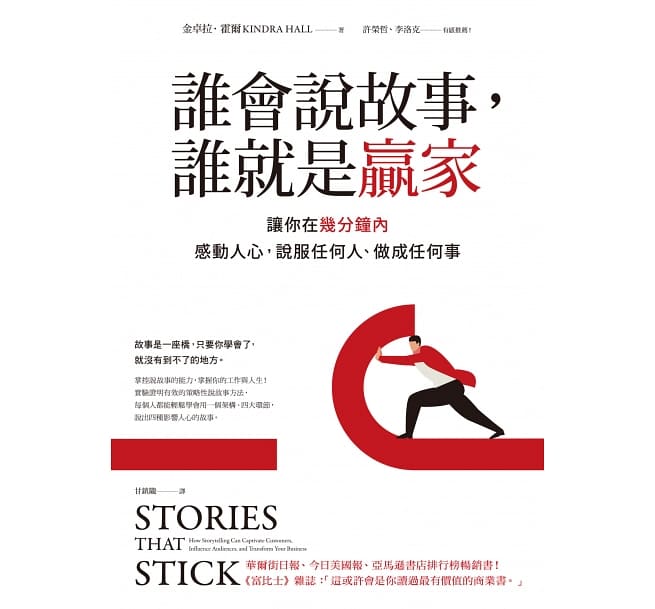 金卓拉・霍爾KINDRA HALL——著　許榮哲、李洛克——有感推薦！
誰會說故事，
誰就是贏家
讓你在幾分鐘內
感動人心，說服任何人、做成任何事
故事是一座橋，只要你學會了，
就沒有到不了的地方。
掌控說故事的能力，掌握你的工作與人生！
實驗證明有效的策略性說故事方法，
每個人都能輕鬆學會用一個架構、四大環節，
說出四種影響人心的故事。
甘鎮隴——譯
STORIES
THAT How Storytelling Can Captivate Customers,
Influence Audiences, and Transform Your Business
STICK 華爾街日報、今日美國報、亞馬遜書店排行榜暢銷書！
《富比士》雜誌：「這或許會是你讀過最有價值的商業書。」